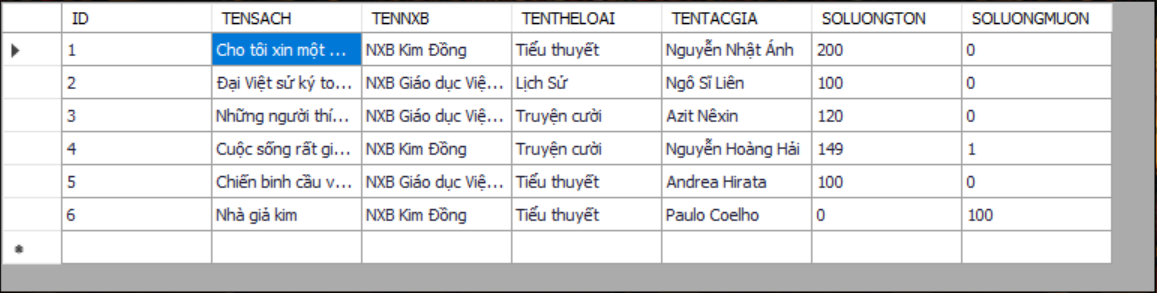 ID TENSACH TENNXB TENTHELOAI TENTACGIA SOLUONGTON SOLUONGMUON
1 Cho tôi xin một ... NXB Kim Đồng Tiểu thuyết Nguyễn Nhật Ánh 200 0
2 Đại Việt sử ký to... NXB Giáo dục Việ... Lịch Sử Ngô Sĩ Liên 100 0
3 Những người thí... NXB Giáo dục Việ... Truyện cười Azit Nêxin 120 0
4 Cuộc sống rất gi... NXB Kim Đồng Truyện cười Nguyễn Hoàng Hải 149 1
5 Chiến binh cầu v... NXB Giáo dục Việ... Tiểu thuyết Andrea Hirata 100 0
6 Nhà giả kim NXB Kim Đồng Tiểu thuyết Paulo Coelho 0 100